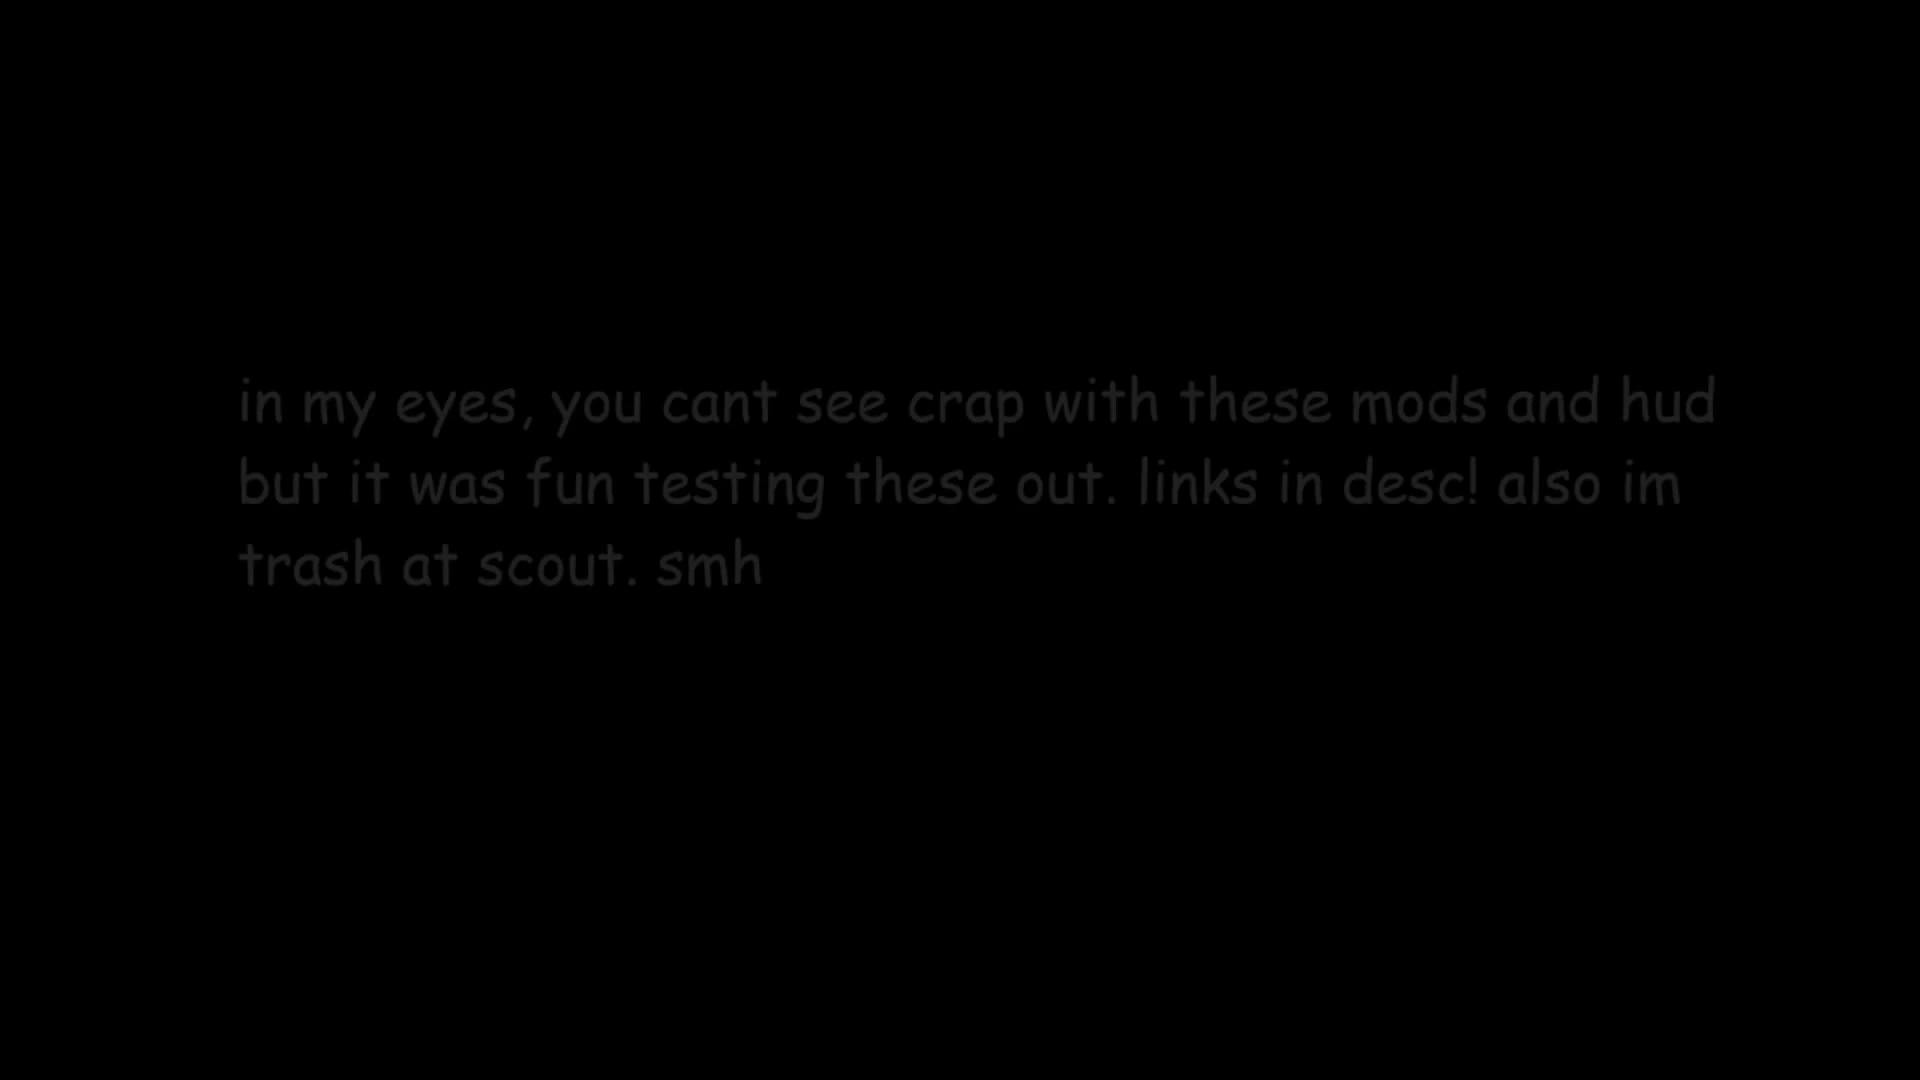 in my eyes, you cant see crap with these mods and hud
but it was fun testing these out. links in desc! also im
trash at scout. smh